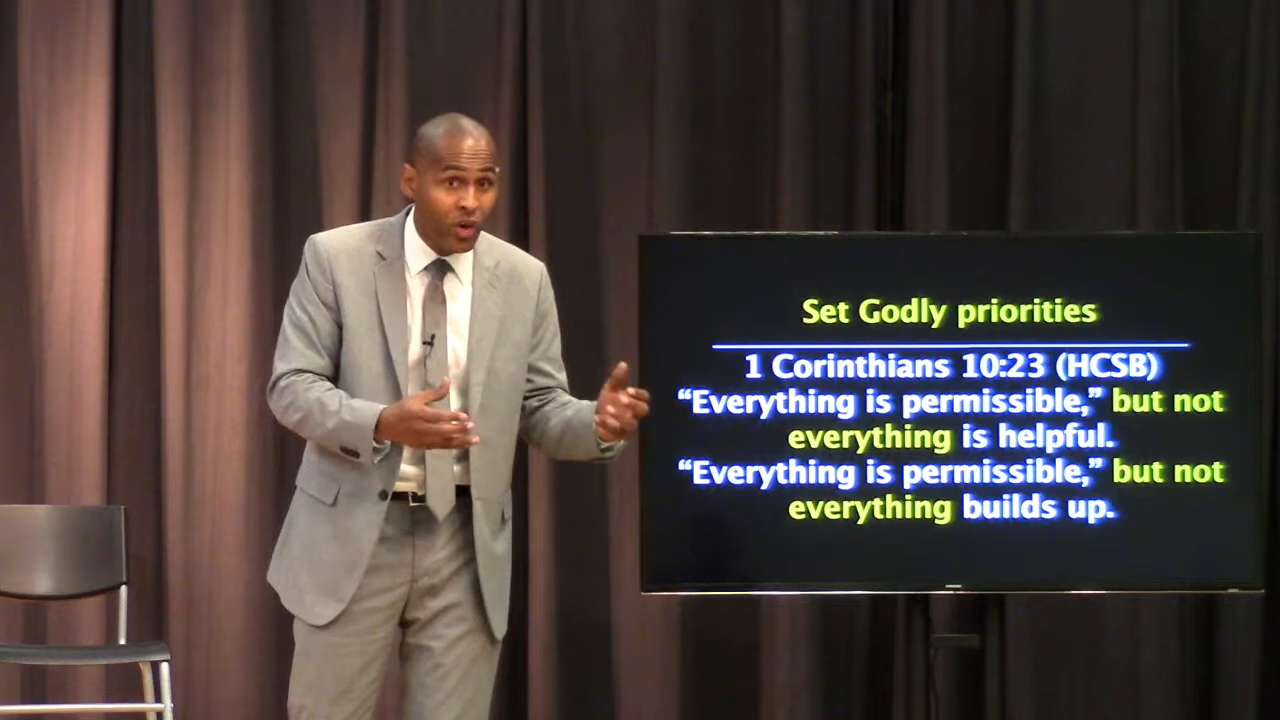 Set Godly priorities
1 Corinthians 10:23 (HCSB)
“Everything is permissible,” but not
everything is helpful.
“Everything is permissible,” but not
everything builds up.